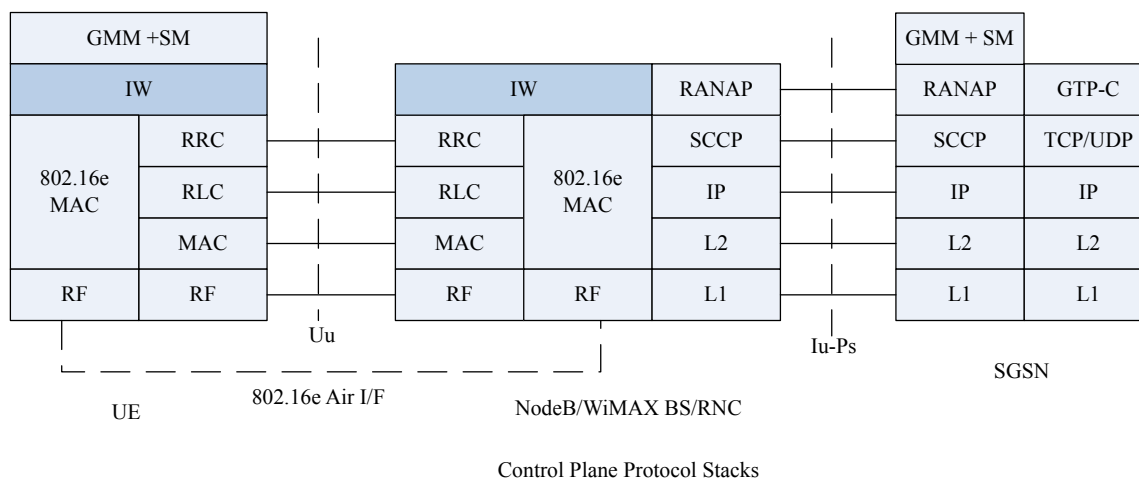 GMM +SM
GMM + SM
IW
IW
RANAP
RANAP
GTP-C
802.16e
MAC
RRC
RRC
802.16e
MAC
SCCP
SCCP
TCP/UDP
RLC
RLC
IP
IP
IP
MAC
MAC
L2
L2
L2
RF
RF
RF
RF
L1
L1
L1
Uu
Iu-Ps
802.16e Air I/F
SGSN
UE
NodeB/WiMAX BS/RNC
Control Plane Protocol Stacks